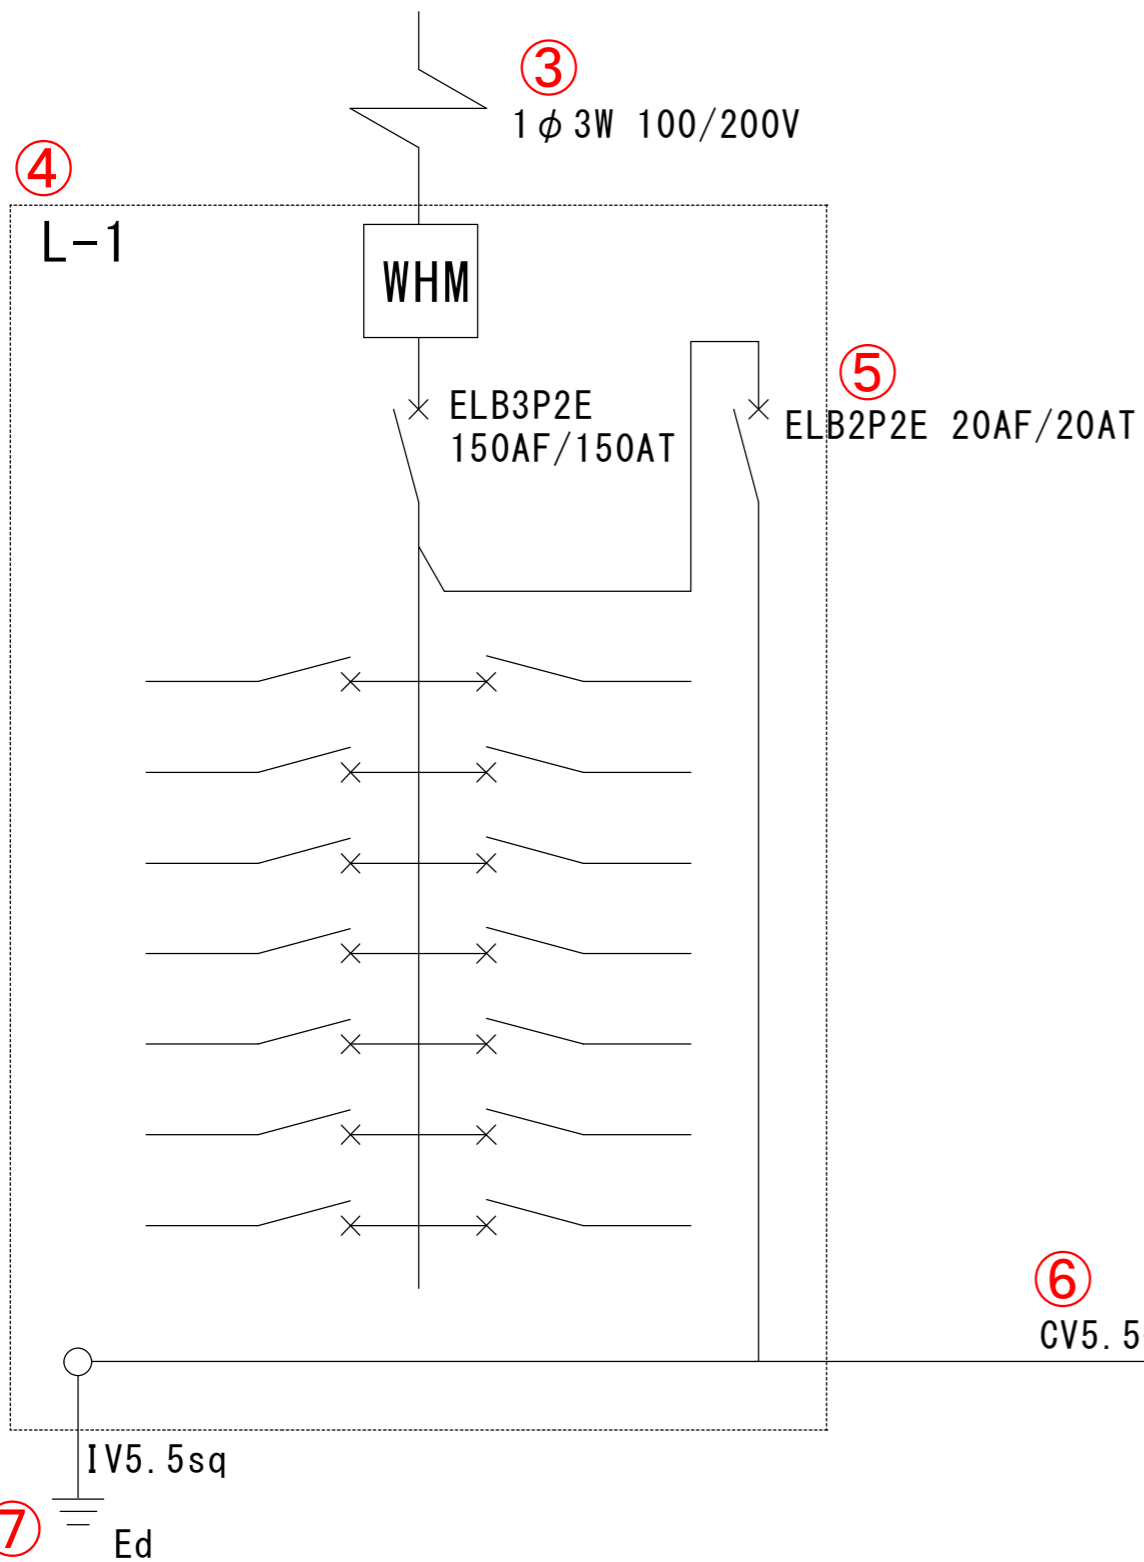 ③
1φ3W 100/200V
④
L-1
WHM
⑤
ELB3P2E
150AF/150AT
ELB2P2E 20AF/20AT
⑥
CV5.5
IV5.5sq
⑦
Ed